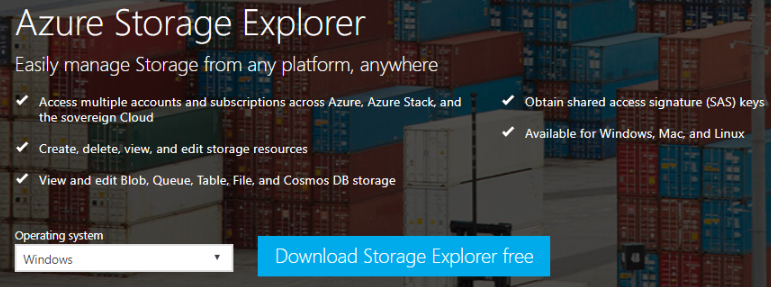 Azure Storage Explorer
Easily manage Storage from any platform, anywhere
Access multiple accounts and subscriptions across Azure, Azure Stack, and
the sovereign Cloud
Create, delete, view, and edit storage resources
View and edit Blob, Queue, Table, File, and Cosmos DB storage
Obtain shared access signature (SAS) keys
Available for Windows, Mac, and Linux
Operating system
Windows
Download Storage Explorer free
48